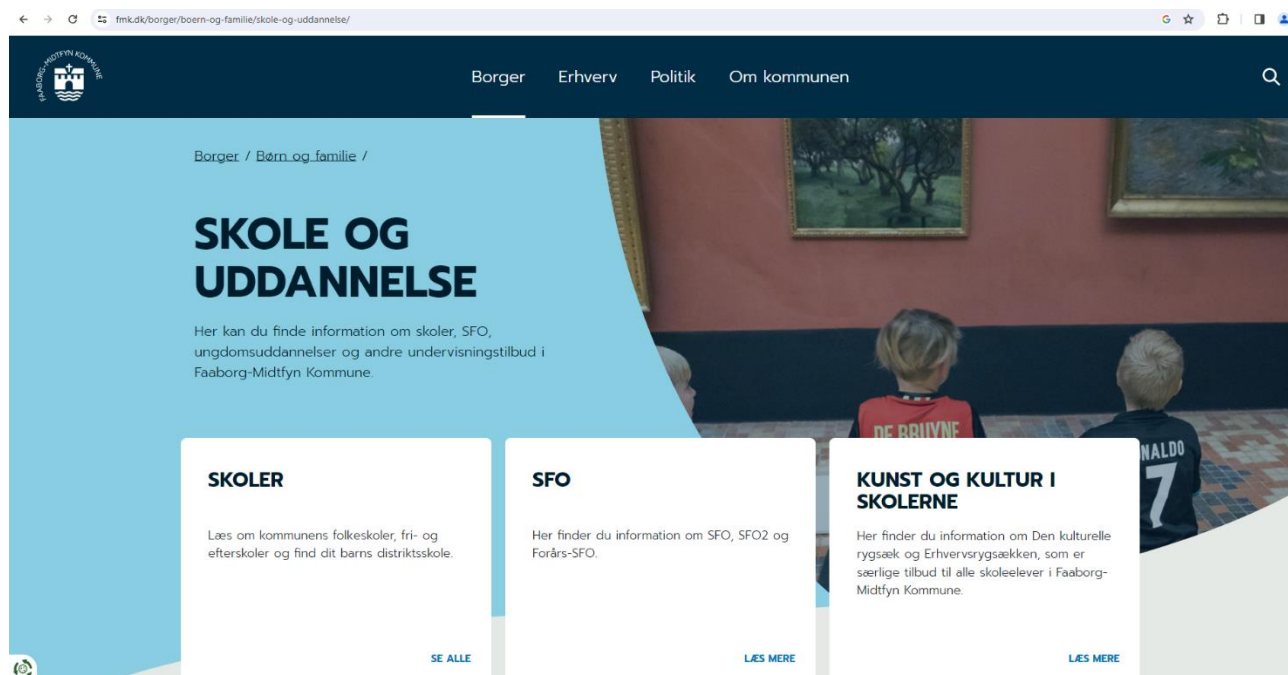 fmk.dk/borger/boern-og-familie/skole-og-uddannelse/
FAABORG-MIDTFYN KOMMUNE
Borger Erhverv Politik Om kommunen
Borger / Børn og familie /
SKOLE OG
UDDANNELSE
Her kan du finde information om skoler, SFO,
ungdomsuddannelser og andre undervisningstilbud i
Faaborg-Midtfyn Kommune.
DE BRUYNE
NALDO
7
SKOLER
Læs om kommunens folkeskoler, fri- og
efterskoler og find dit barns distriktsskole.
SE ALLE
SFO
Her finder du information om SFO, SFO2 og
Forårs-SFO.
LÆS MERE
KUNST OG KULTUR I
SKOLERNE
Her finder du information om Den kulturelle
rygsæk og Erhvervsrygsækken, som er
særlige tilbud til alle skoleelever i Faaborg-
Midtfyn Kommune.
LÆS MERE